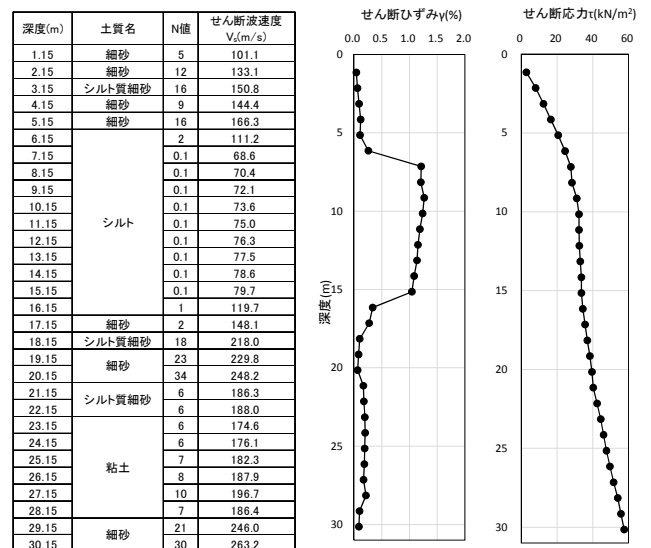 深度(m) 土質名 N値 せん断波速度 Vs(m/s)
1.15 細砂 5 101.1
2.15 細砂 12 133.1
3.15 シルト質細砂 16 150.8
4.15 細砂 9 144.4
5.15 細砂 16 166.3
6.15 シルト 2 111.2
7.15 0.1 68.6
8.15 0.1 70.4
9.15 0.1 72.1
10.15 0.1 73.6
11.15 0.1 75.0
12.15 0.1 76.3
13.15 0.1 77.5
14.15 0.1 78.6
15.15 0.1 79.7
16.15 1 119.7
17.15 細砂 2 148.1
18.15 シルト質細砂 18 218.0
19.15 細砂 23 229.8
20.15 34 248.2
21.15 シルト質細砂 6 186.3
22.15 6 188.0
23.15 粘土 6 174.6
24.15 6 176.1
25.15 7 182.3
26.15 8 187.9
27.15 10 196.7
28.15 7 186.4
29.15 細砂 21 246.0
30.15 30 263.2
せん断ひずみγ(%)
0.0 0.5 1.0 1.5 2.0
0
5
10
15
20
25
30
深度(m)
せん断応力τ(kN/m²)
0 20 40 60
0
5
10
15
20
25
30